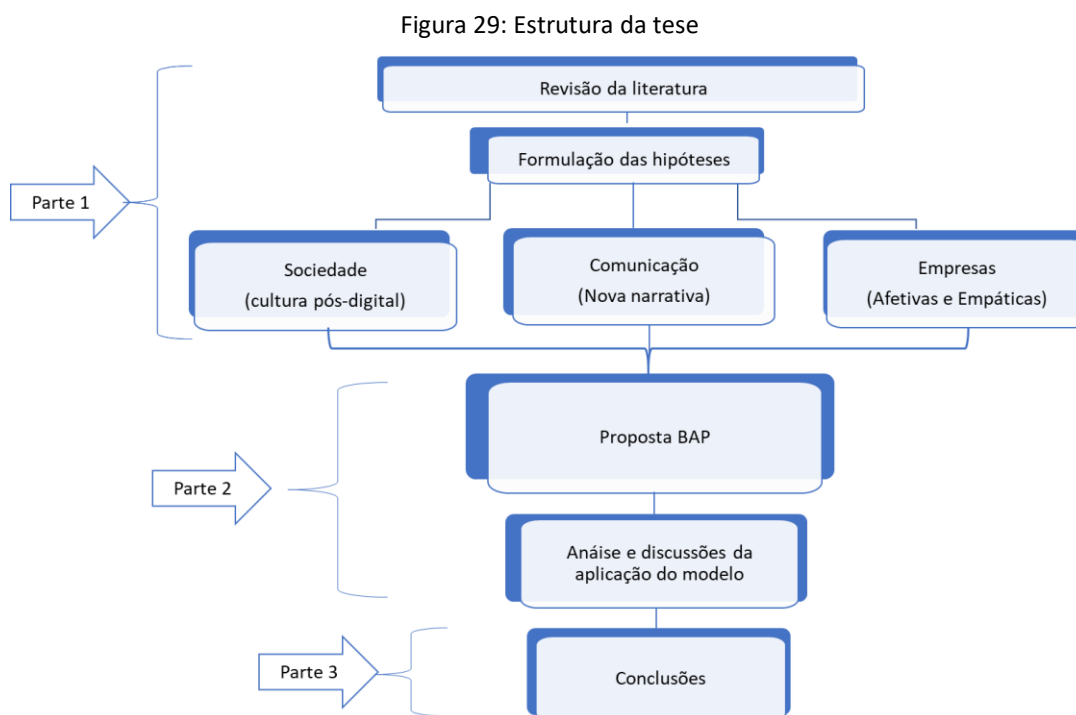 Figura 29: Estrutura da tese
Revisão da literatura
Formulação das hipóteses
Parte 1
Sociedade
(cultura pós-digital)
Comunicação
(Nova narrativa)
Empresas
(Afetivas e Empáticas)
Proposta BAP
Parte 2
Anáise e discussões da
aplicação do modelo
Parte 3
Conclusões